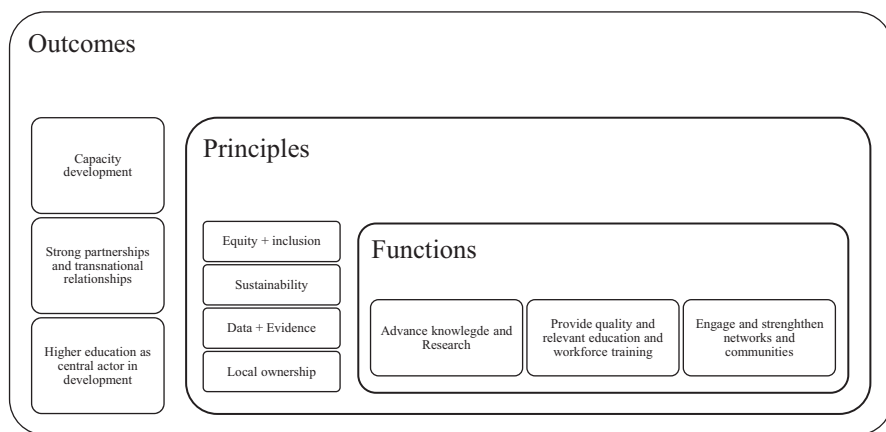 Outcomes
Capacity
development
Strong partnerships
and transnational
relationships
Higher education as
central actor in
development
Principles
Equity + inclusion
Sustainability
Data + Evidence
Local ownership
Functions
Advance knowlegde and
Research
Provide quality and
relevant education and
workforce training
Engage and strenghthen
networks and
communities